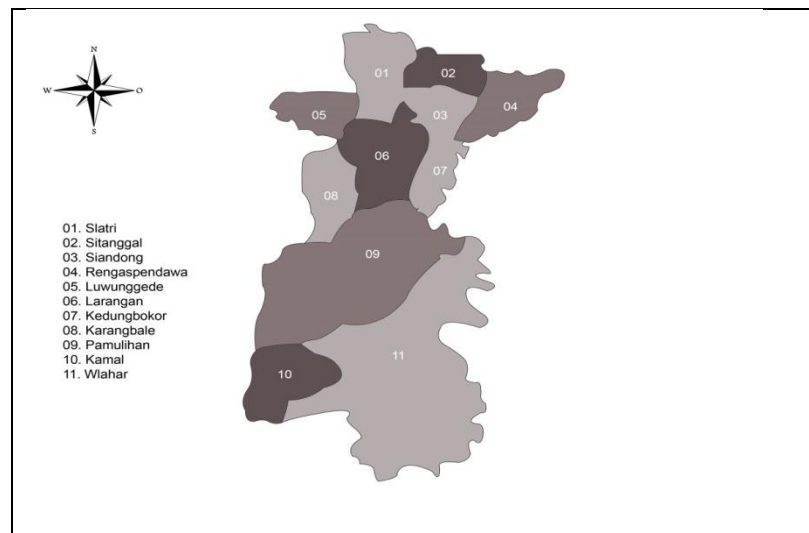 N
W O
S
01
02
03
04
05
06
07
08
09
10
11
01. Slatri
02. Sitanggal
03. Siandong
04. Rengaspendawa
05. Luwunggede
06. Larangan
07. Kedungbokor
08. Karangbale
09. Pamulihan
10. Kamal
11. Wlahar